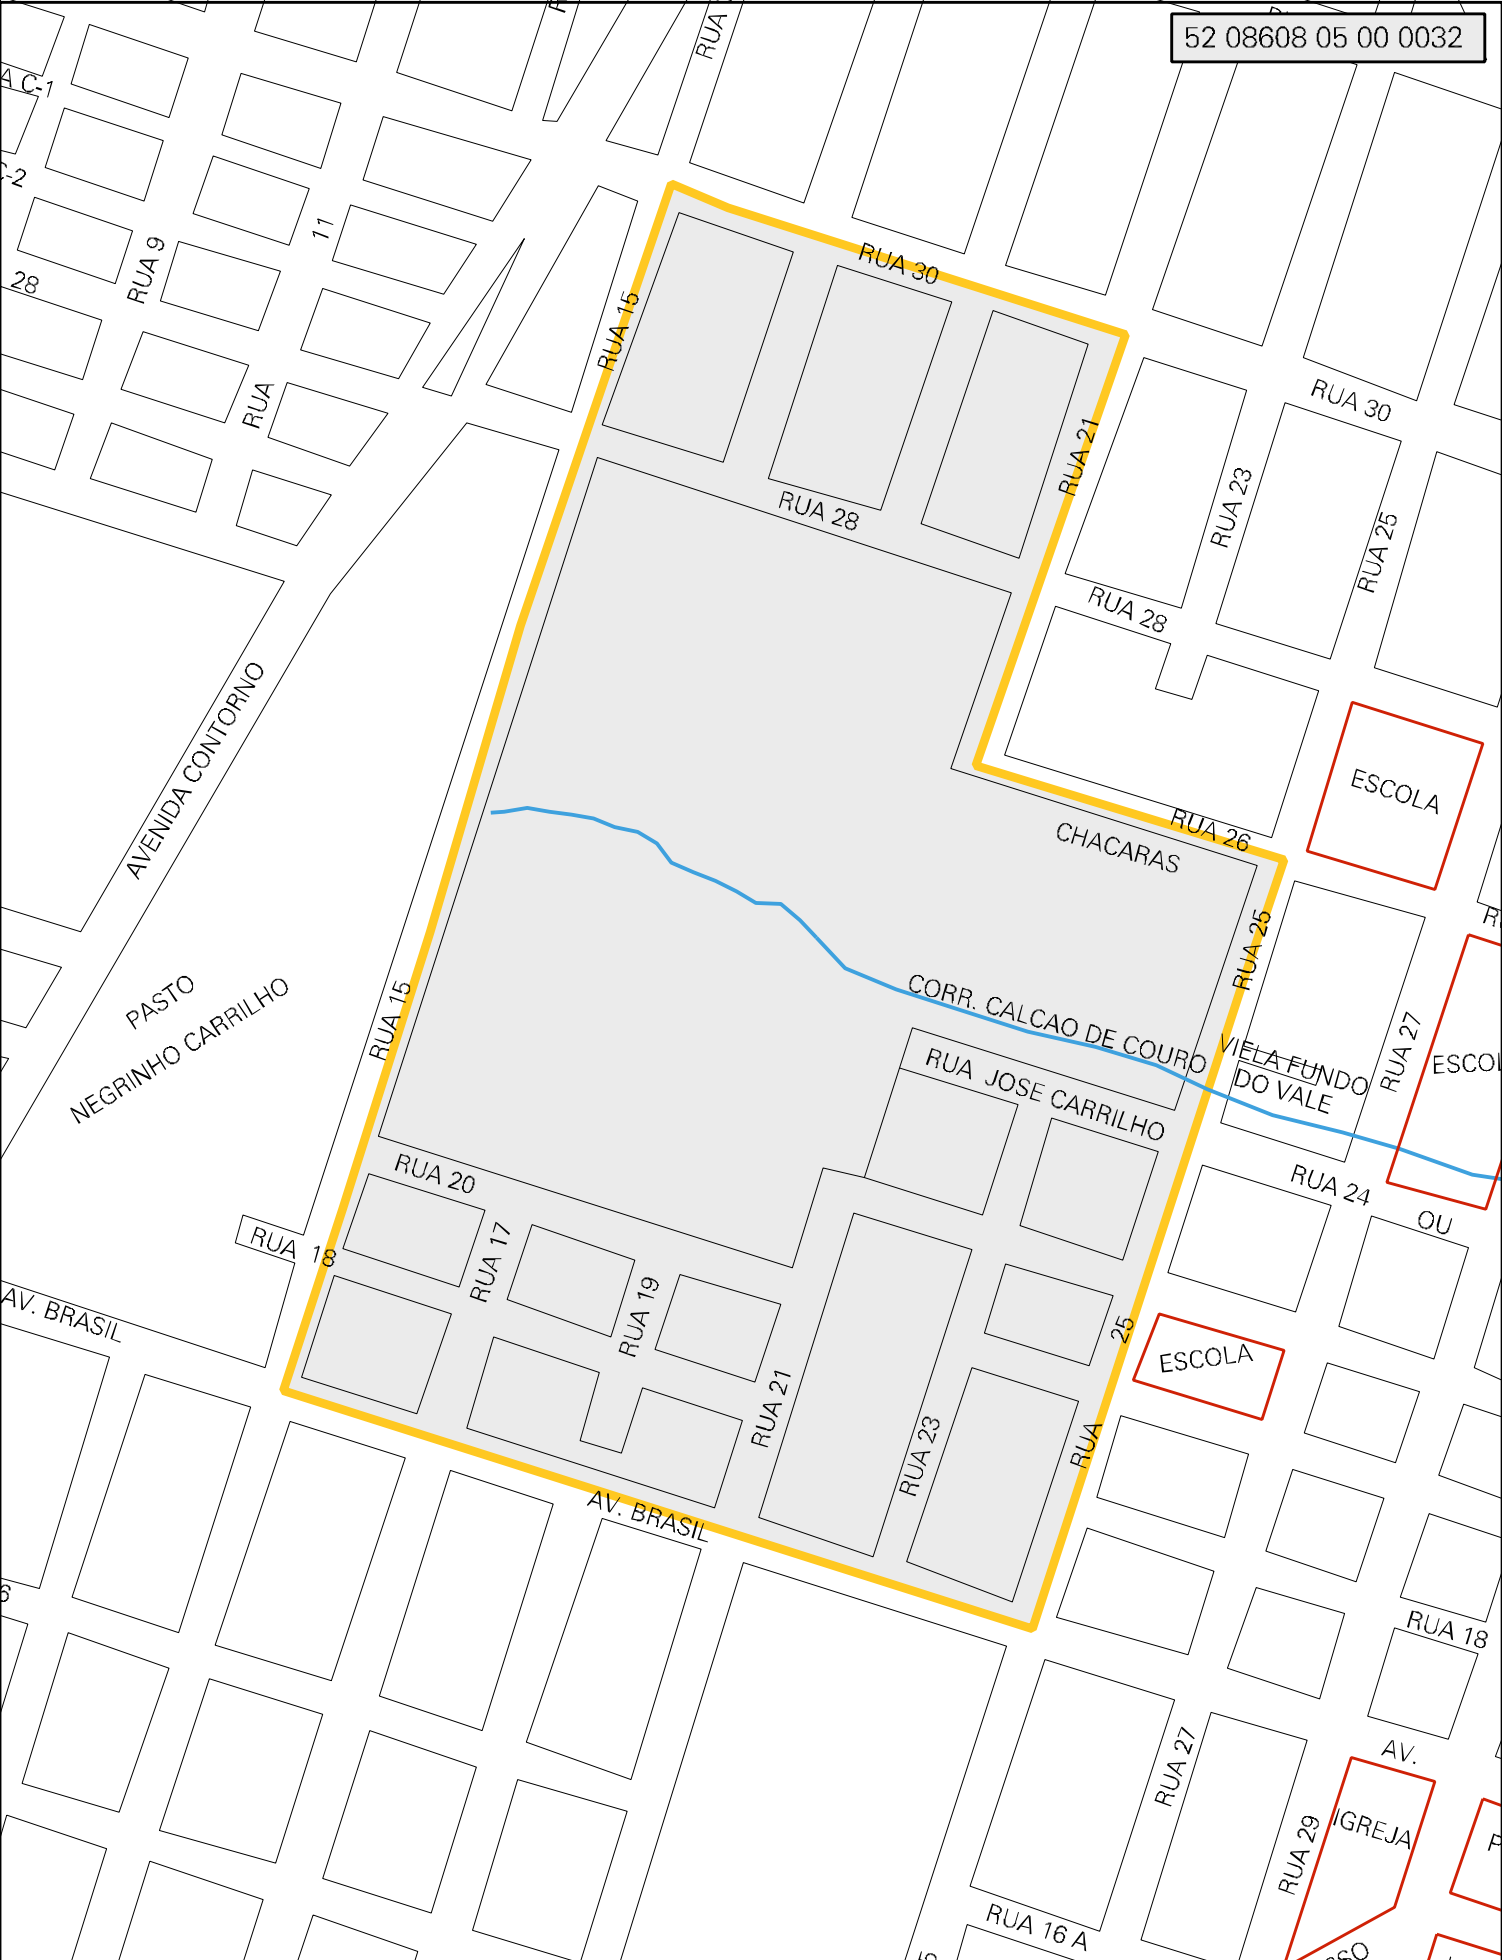 52 08608 05 00 0032
RUA
A C-1
C-2
28
RUA 9
11
RUA
RUA 15
RUA 30
RUA 21
RUA 28
RUA 30
RUA 23
RUA 25
RUA 28
AVENIDA CONTORNO
ESCOLA
RUA 26
CHACARAS
RUA 25
PASTO
NEGRINHO CARRILHO
RUA 15
CORR. CALCAO DE COURO
VIELA FUNDO
DO VALE
RUA 27
ESCOL
RUA JOSE CARRILHO
RUA 20
RUA 24
OU
RUA 18
RUA 17
RUA 19
AV. BRASIL
25
ESCOLA
RUA 21
RUA 23
RUA
AV. BRASIL
6
RUA 18
AV.
RUA 27
RUA 29
IGREJA
RUA 16 A